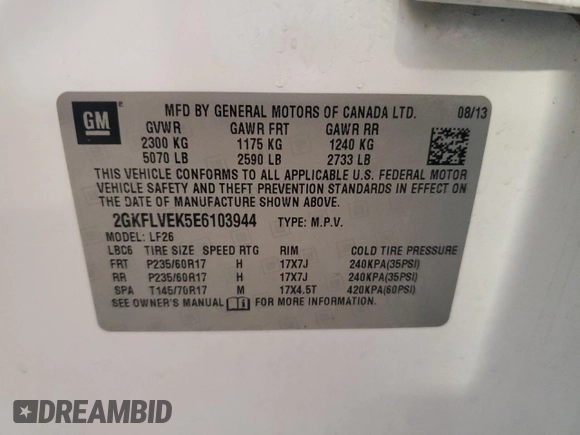 GM
MFD BY GENERAL MOTORS OF CANADA LTD. 08/13
GVWR GAWR FRT GAWR RR
2300 KG 1175 KG 1240 KG
5070 LB 2590 LB 2733 LB
THIS VEHICLE CONFORMS TO ALL APPLICABLE U.S. FEDERAL MOTOR
VEHICLE SAFETY AND THEFT PREVENTION STANDARDS IN EFFECT ON
THE DATE OF MANUFACTURE SHOWN ABOVE.
2GKFLVEK5E6103944 TYPE: M.P.V.
MODEL: LF26
LBC6 TIRE SIZE SPEED RTG RIM COLD TIRE PRESSURE
FRT P235/60R17 H 17X7J 240KPA(35PSI)
RR P235/60R17 H 17X7J 240KPA(35PSI)
SPA T145/70R17 M 17X4.5T 420KPA(60PSI)
SEE OWNER'S MANUAL FOR MORE INFORMATION.
DREAMBID